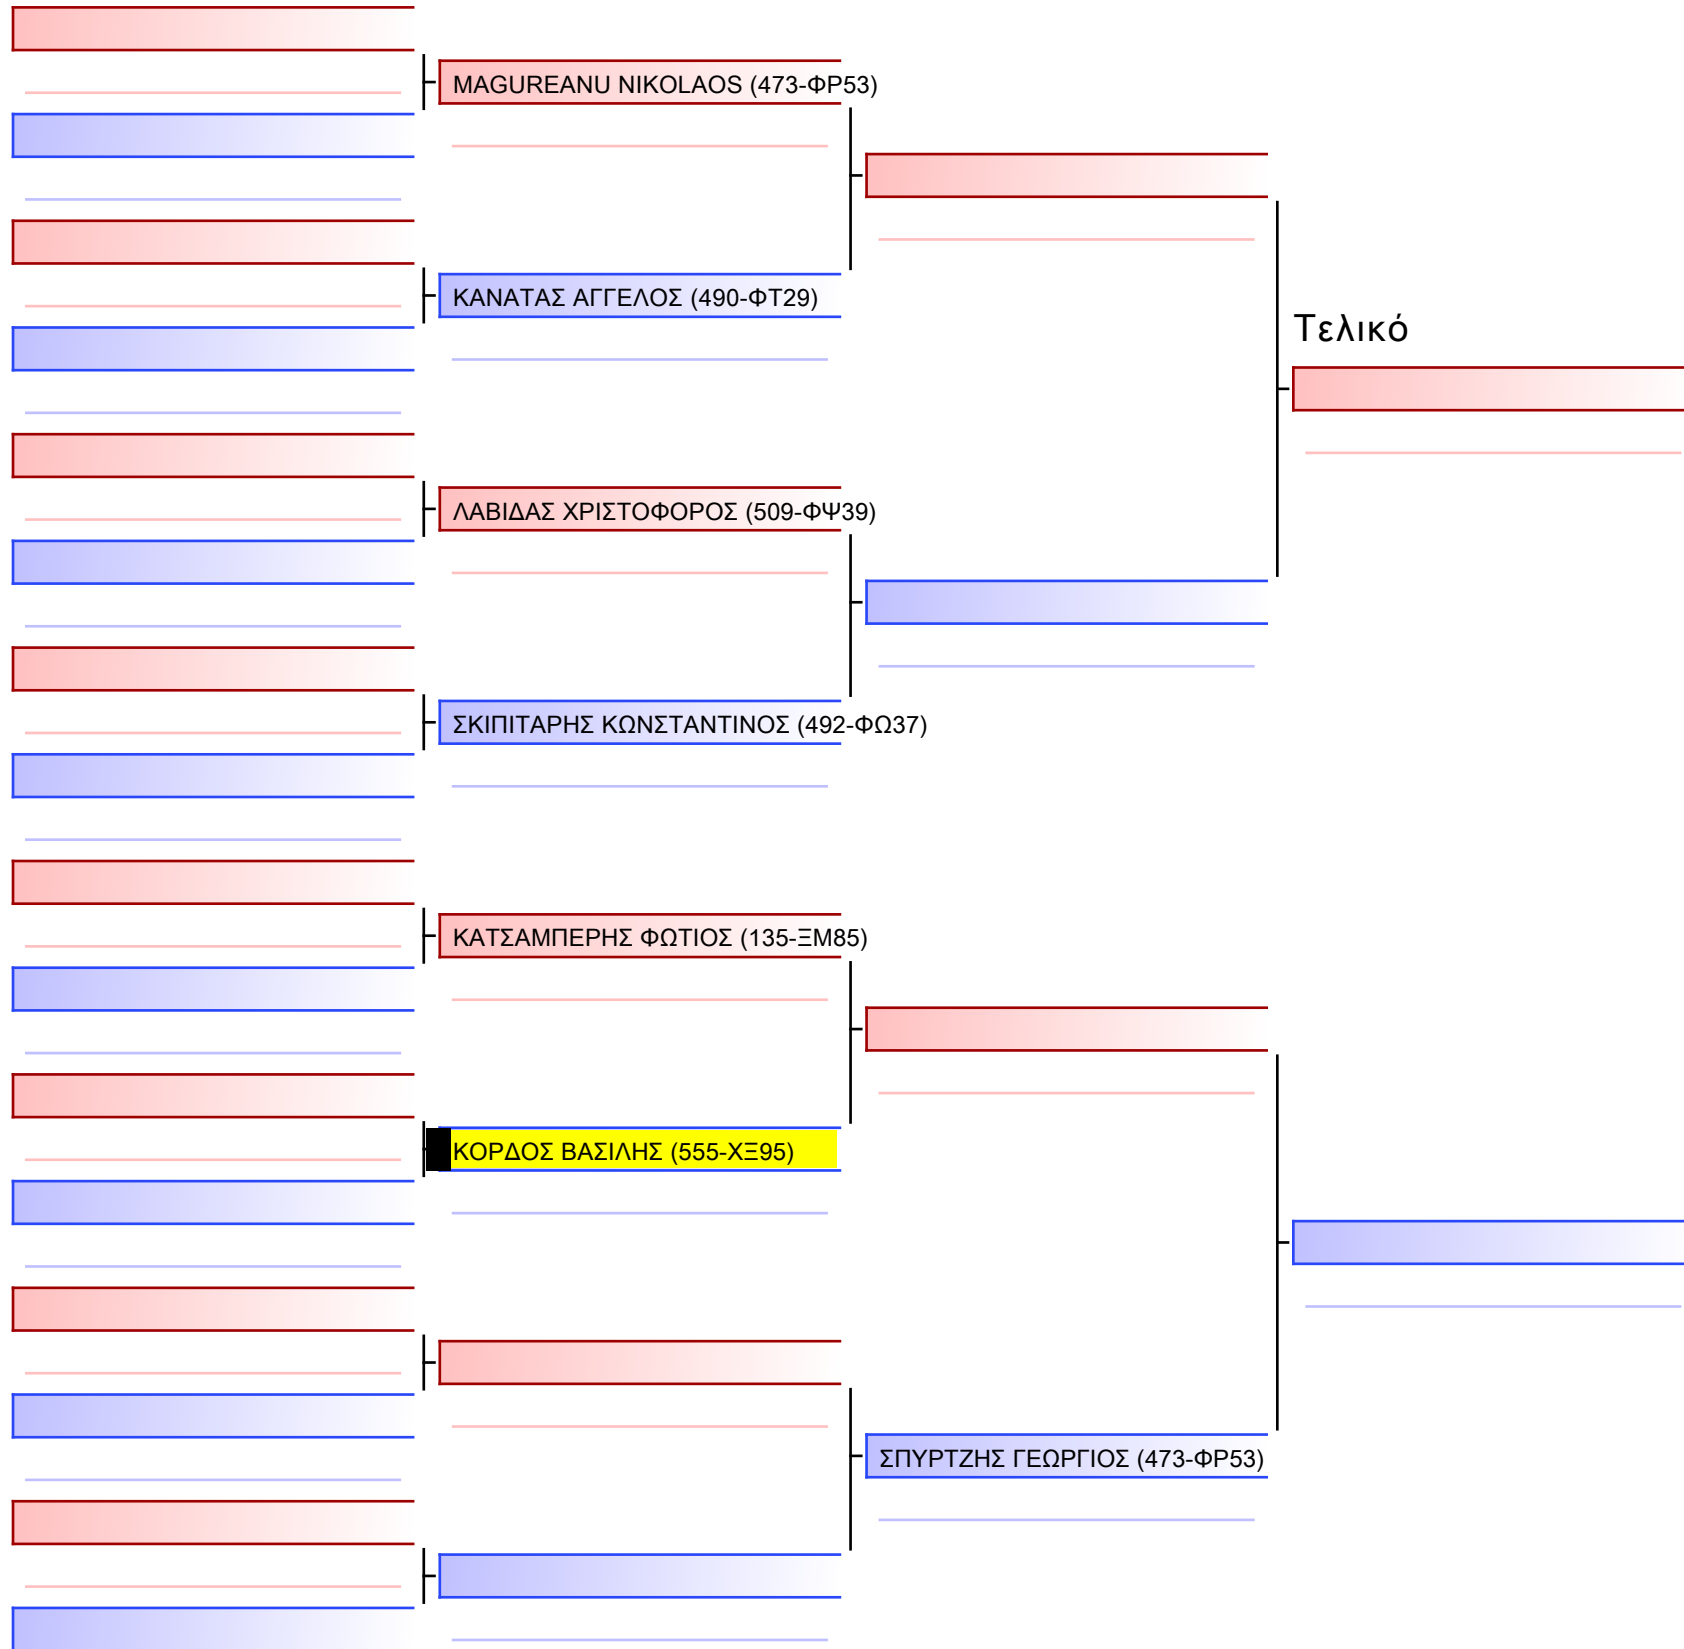 MAGUREANU NIKOLAOS (473-ΦΡ53)
ΚΑΝΑΤΑΣ ΑΓΓΕΛΟΣ (490-ΦΤ29)
Τελικό
ΛΑΒΙΔΑΣ ΧΡΙΣΤΟΦΟΡΟΣ (509-ΦΨ39)
ΣΚΙΠΙΤΑΡΗΣ ΚΩΝΣΤΑΝΤΙΝΟΣ (492-ΦΩ37)
ΚΑΤΣΑΜΠΕΡΗΣ ΦΩΤΙΟΣ (135-ΞΜ85)
ΚΟΡΔΟΣ ΒΑΣΙΛΗΣ (555-ΧΞ95)
ΣΠΥΡΤΖΗΣ ΓΕΩΡΓΙΟΣ (473-ΦΡ53)